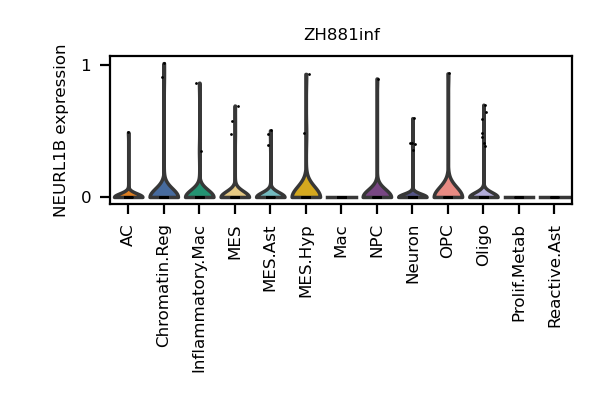 ZH881inf
NEURL1B expression
1
0
AC
Chromatin.Reg
Inflammatory.Mac
MES
MES.Ast
MES.Hyp
Mac
NPC
Neuron
OPC
Oligo
Prolif.Metab
Reactive.Ast